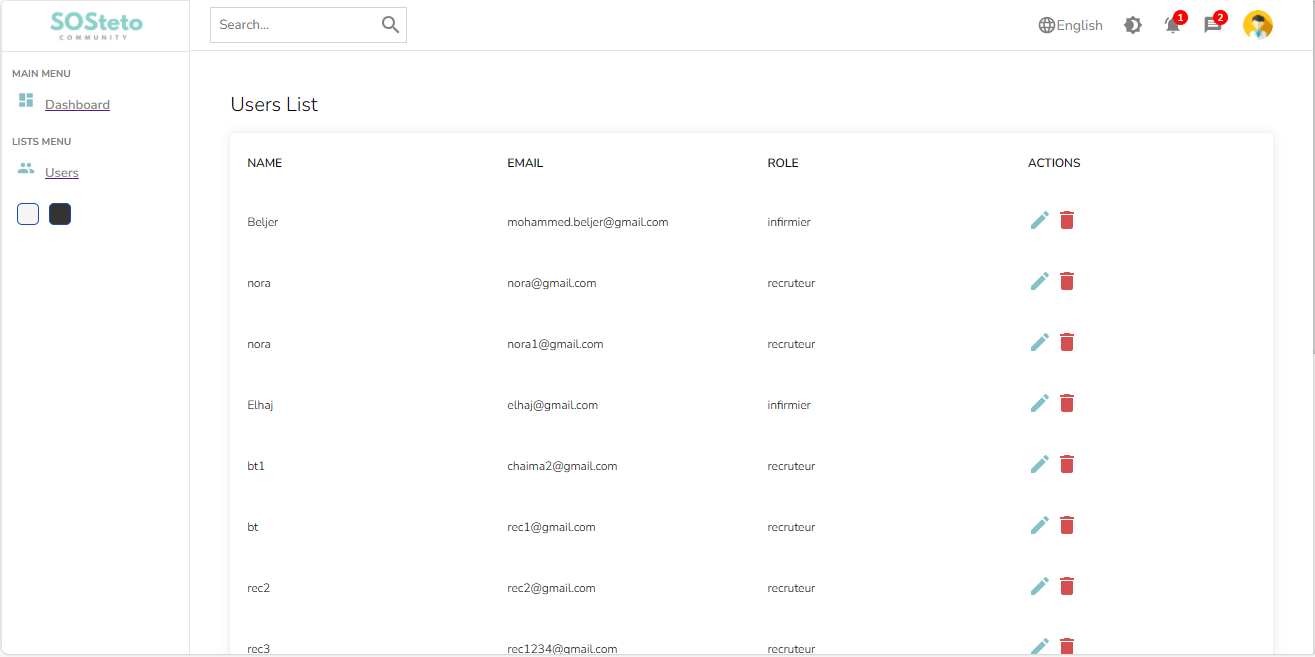 SOSteto
COMMUNITY
Search...
English
1
2
MAIN MENU
Dashboard
LISTS MENU
Users
Users List
NAME EMAIL ROLE ACTIONS
Beljer mohammed.beljer@gmail.com infirmier
nora nora@gmail.com recruteur
nora nora1@gmail.com recruteur
Elhaj elhaj@gmail.com infirmier
bt1 chaima2@gmail.com recruteur
bt rec1@gmail.com recruteur
rec2 rec2@gmail.com recruteur
rec3 rec1234@gmail.com recruteur